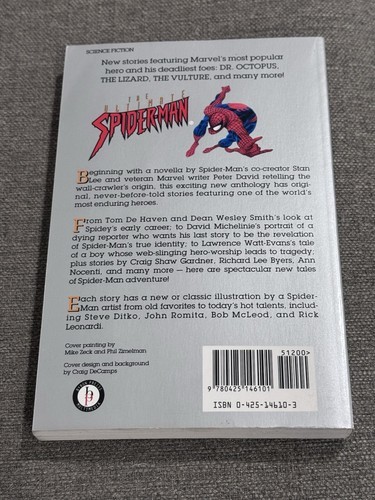 SCIENCE FICTION
New stories featuring Marvel's most popular
hero and his deadliest foes: DR. OCTOPUS,
THE LIZARD, THE VULTURE, and many more!
THE
ULTIMATE
SPIDER-MAN
Beginning with a novella by Spider-Man's co-creator Stan
Lee and veteran Marvel writer Peter David retelling the
wall-crawler's origin, this exciting new anthology has origi-
nal, never-before-told stories featuring one of the world's
most enduring heroes.
From Tom De Haven and Dean Wesley Smith's look at
Spidey's early career; to David Michelinie's portrait of a
dying reporter who wants his last story to be the revelation
of Spider-Man's true identity; to Lawrence Watt-Evans's tale
of a boy whose web-slinging hero-worship leads to tragedy;
plus stories by Craig Shaw Gardner, Richard Lee Byers, Ann
Nocenti, and many more — here are spectacular new tales
of Spider-Man adventure!
Each story has a new or classic illustration by a Spider-
Man artist from old favorites to today's hot talents, includ-
ing Steve Ditko, John Romita, Bob McLeod, and Rick
Leonardi.
Cover painting by
Mike Zeck and Phil Zimelman
Cover design and background
by Craig DeCamps
51200>
9 780425 146101
ISBN 0-425-14610-3